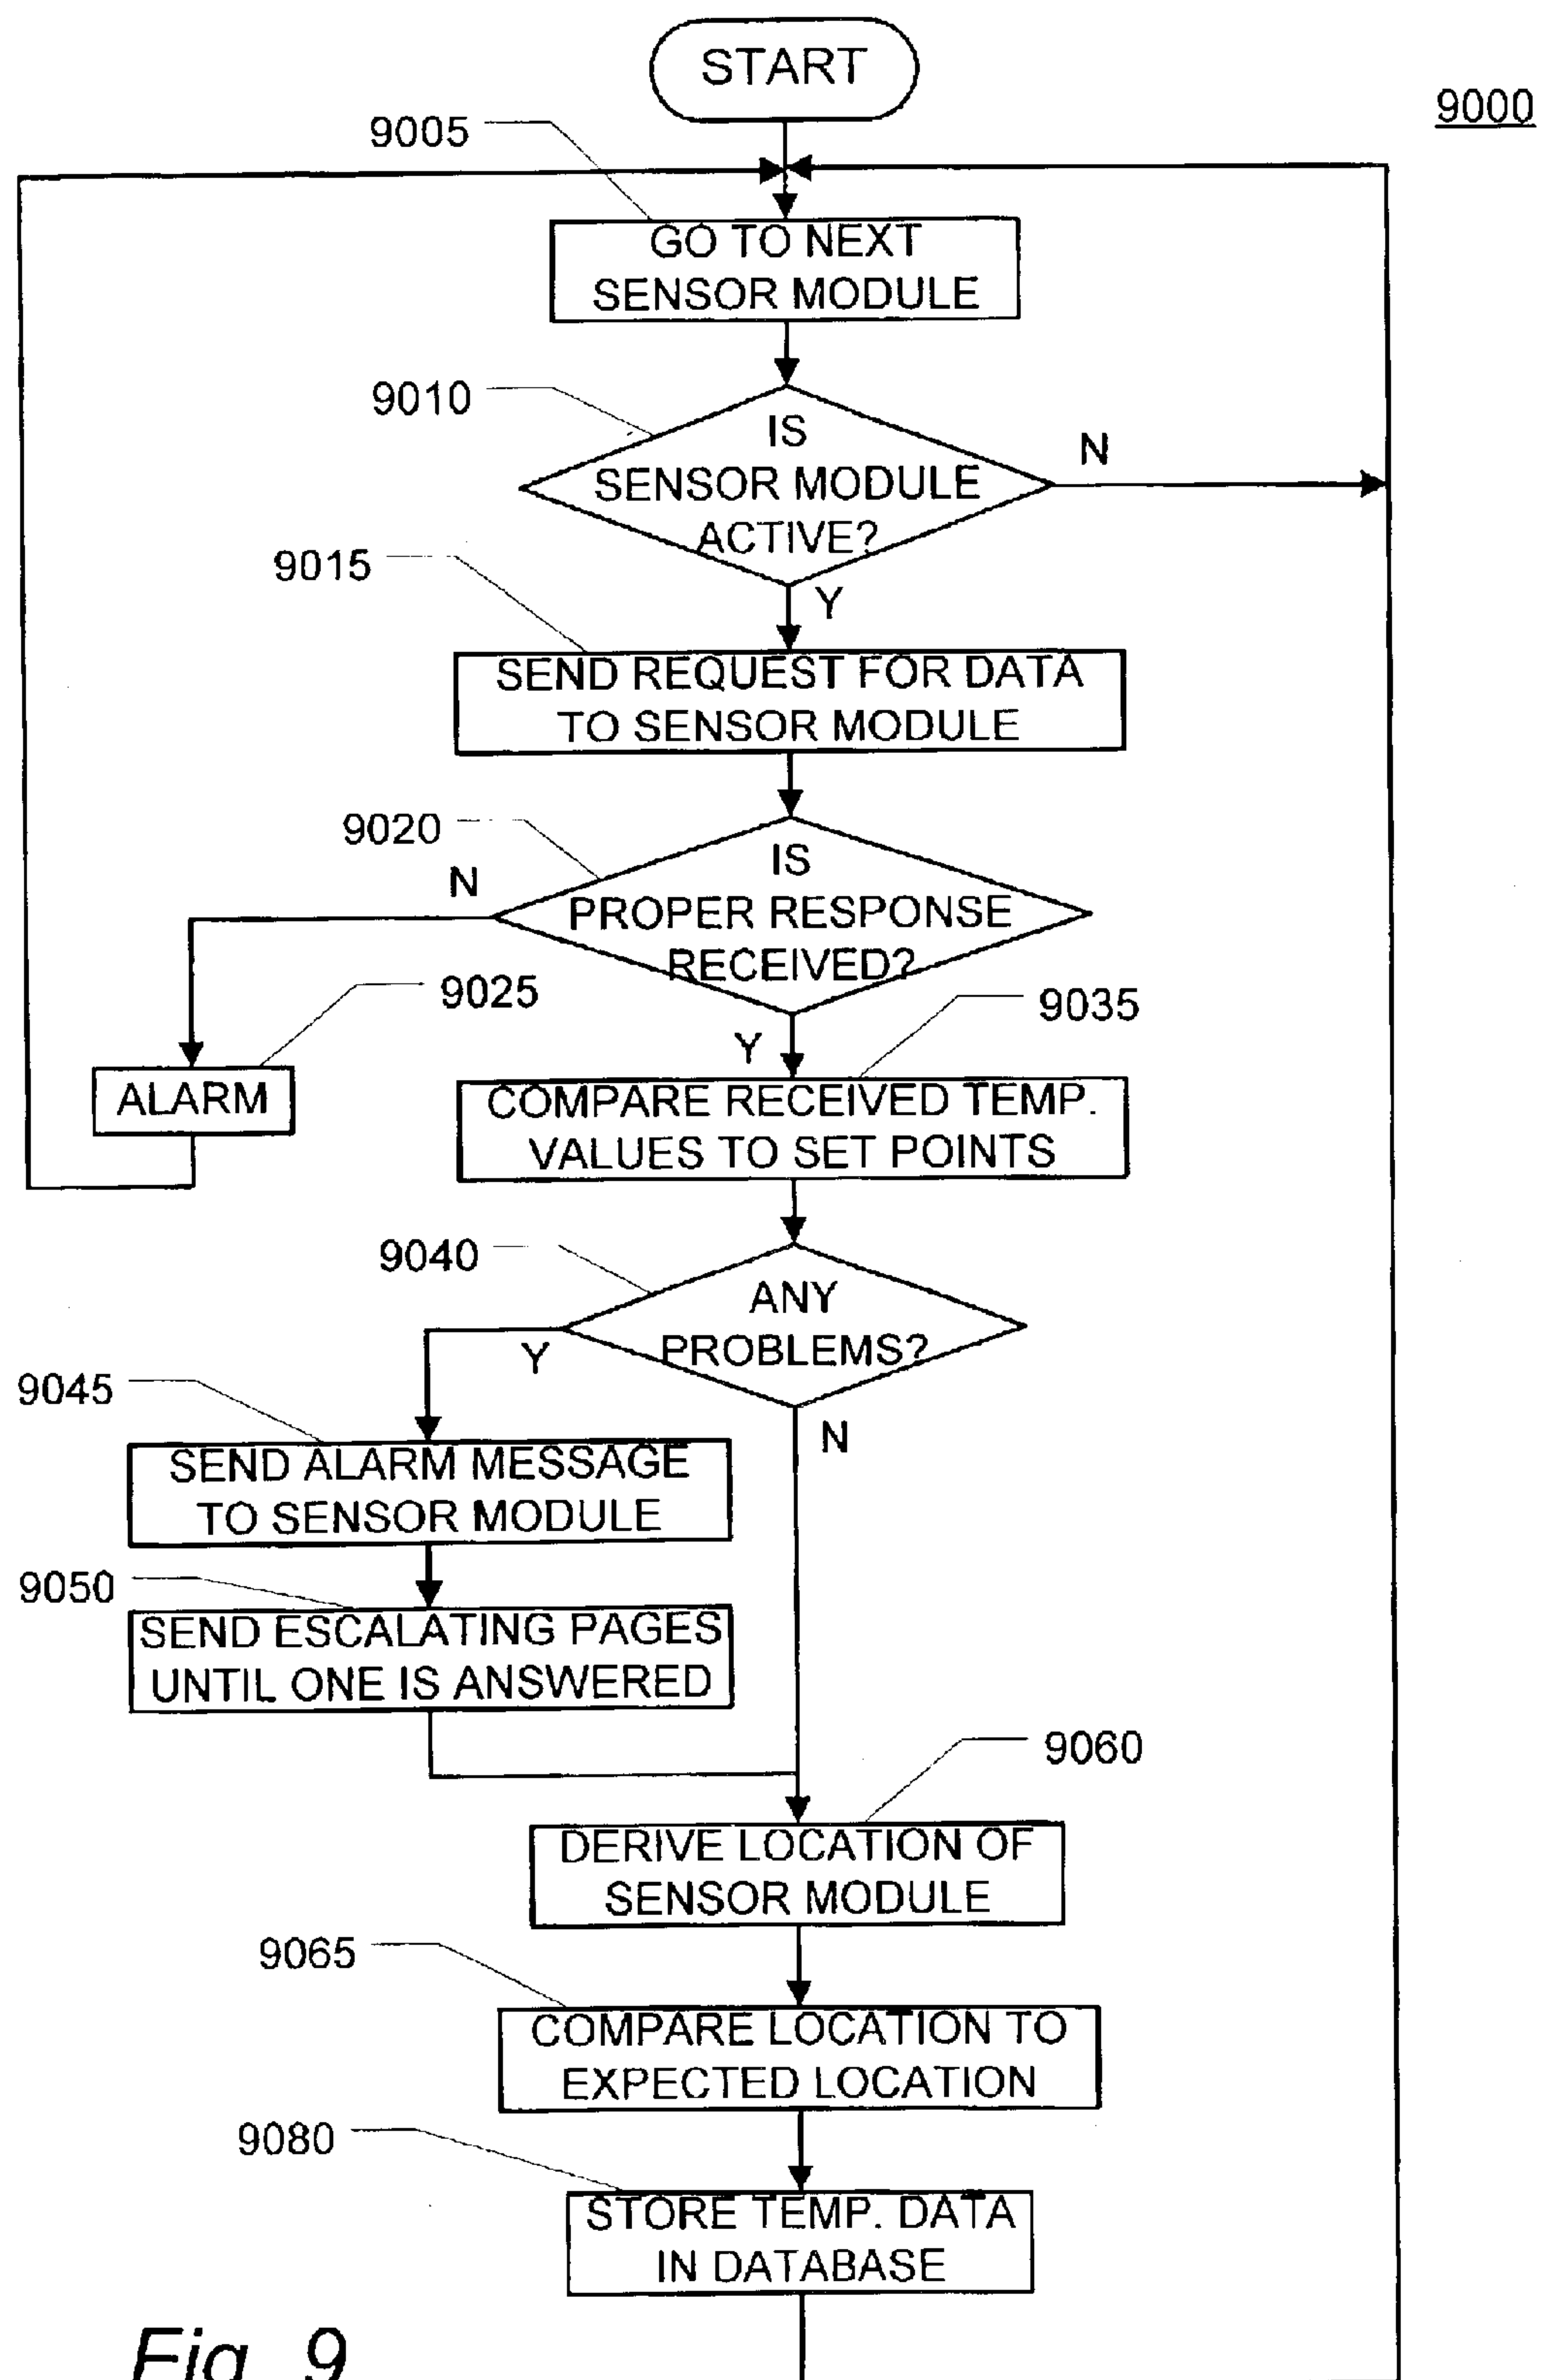 START
9000
9005
GO TO NEXT
SENSOR MODULE
9010
IS
SENSOR MODULE
ACTIVE?
N
Y
9015
SEND REQUEST FOR DATA
TO SENSOR MODULE
9020
IS
PROPER RESPONSE
RECEIVED?
N
Y
9025
ALARM
9035
COMPARE RECEIVED TEMP.
VALUES TO SET POINTS
9040
ANY
PROBLEMS?
Y
N
9045
SEND ALARM MESSAGE
TO SENSOR MODULE
9050
SEND ESCALATING PAGES
UNTIL ONE IS ANSWERED
9060
DERIVE LOCATION OF
SENSOR MODULE
9065
COMPARE LOCATION TO
EXPECTED LOCATION
9080
STORE TEMP. DATA
IN DATABASE
Fig. 9